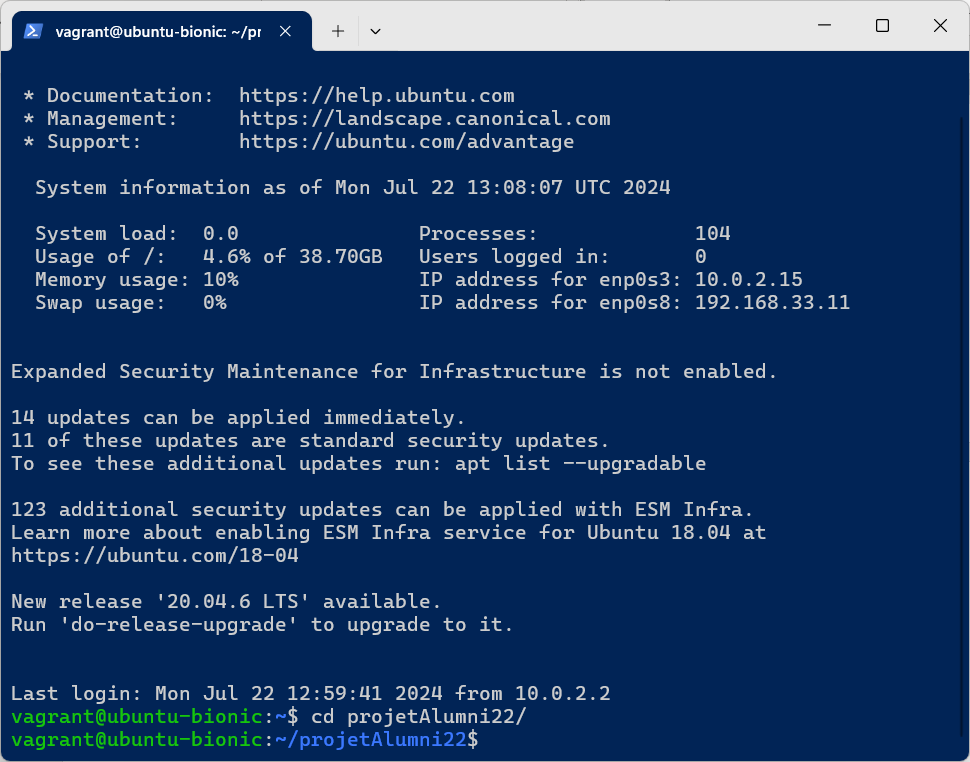 vagrant@ubuntu-bionic: ~/pr
 * Documentation:  https://help.ubuntu.com
 * Management:     https://landscape.canonical.com
 * Support:        https://ubuntu.com/advantage
  System information as of Mon Jul 22 13:08:07 UTC 2024
  System load:  0.0               Processes:             104
  Usage of /:   4.6% of 38.70GB   Users logged in:       0
  Memory usage: 10%               IP address for enp0s3: 10.0.2.15
  Swap usage:   0%                IP address for enp0s8: 192.168.33.11
Expanded Security Maintenance for Infrastructure is not enabled.
14 updates can be applied immediately.
11 of these updates are standard security updates.
To see these additional updates run: apt list --upgradable
123 additional security updates can be applied with ESM Infra.
Learn more about enabling ESM Infra service for Ubuntu 18.04 at
https://ubuntu.com/18-04
New release '20.04.6 LTS' available.
Run 'do-release-upgrade' to upgrade to it.
Last login: Mon Jul 22 12:59:41 2024 from 10.0.2.2
vagrant@ubuntu-bionic:~$ cd projetAlumni22/
vagrant@ubuntu-bionic:~/projetAlumni22$